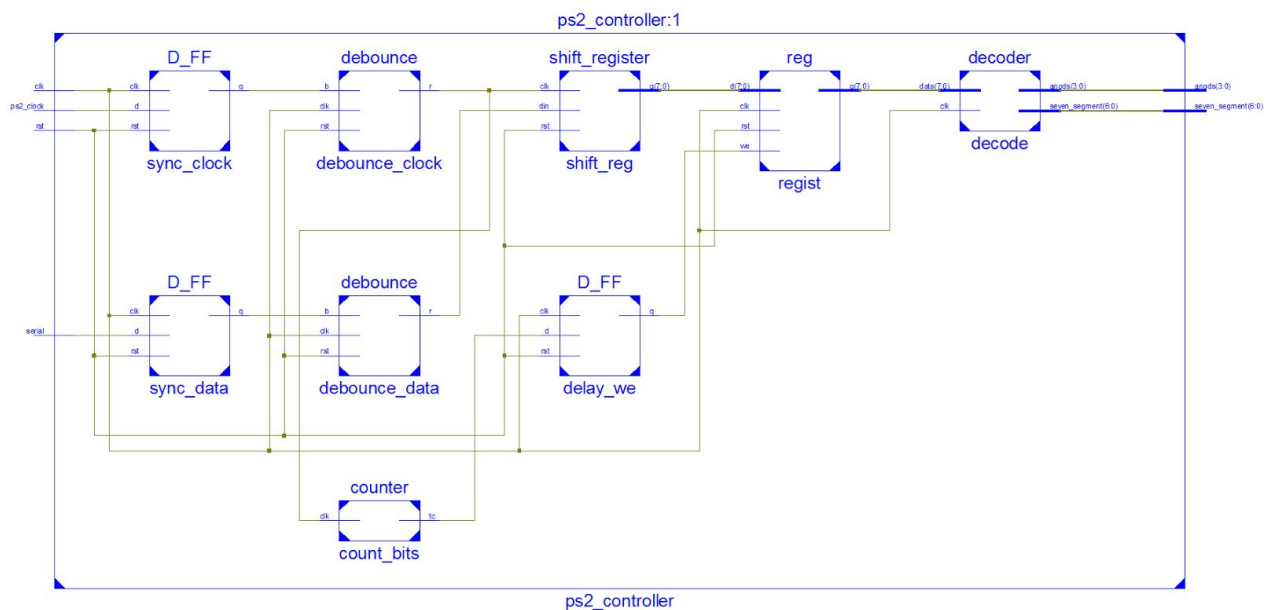 ps2_controller:1
D_FF
debounce
shift_register
reg
decoder
clk
clk
q
b
r
clk
q(7:0)
d(7:0)
q(7:0)
data(7:0)
anods(3:0)
anods(3:0)
ps2_clock
d
clk
din
clk
clk
seven_segment(6:0)
seven_segment(6:0)
rst
rst
rst
rst
rst
we
sync_clock
debounce_clock
shift_reg
regist
decode
D_FF
debounce
D_FF
clk
q
b
r
clk
q
serial
d
clk
d
rst
rst
rst
sync_data
debounce_data
delay_we
counter
clk
tc
count_bits
ps2_controller